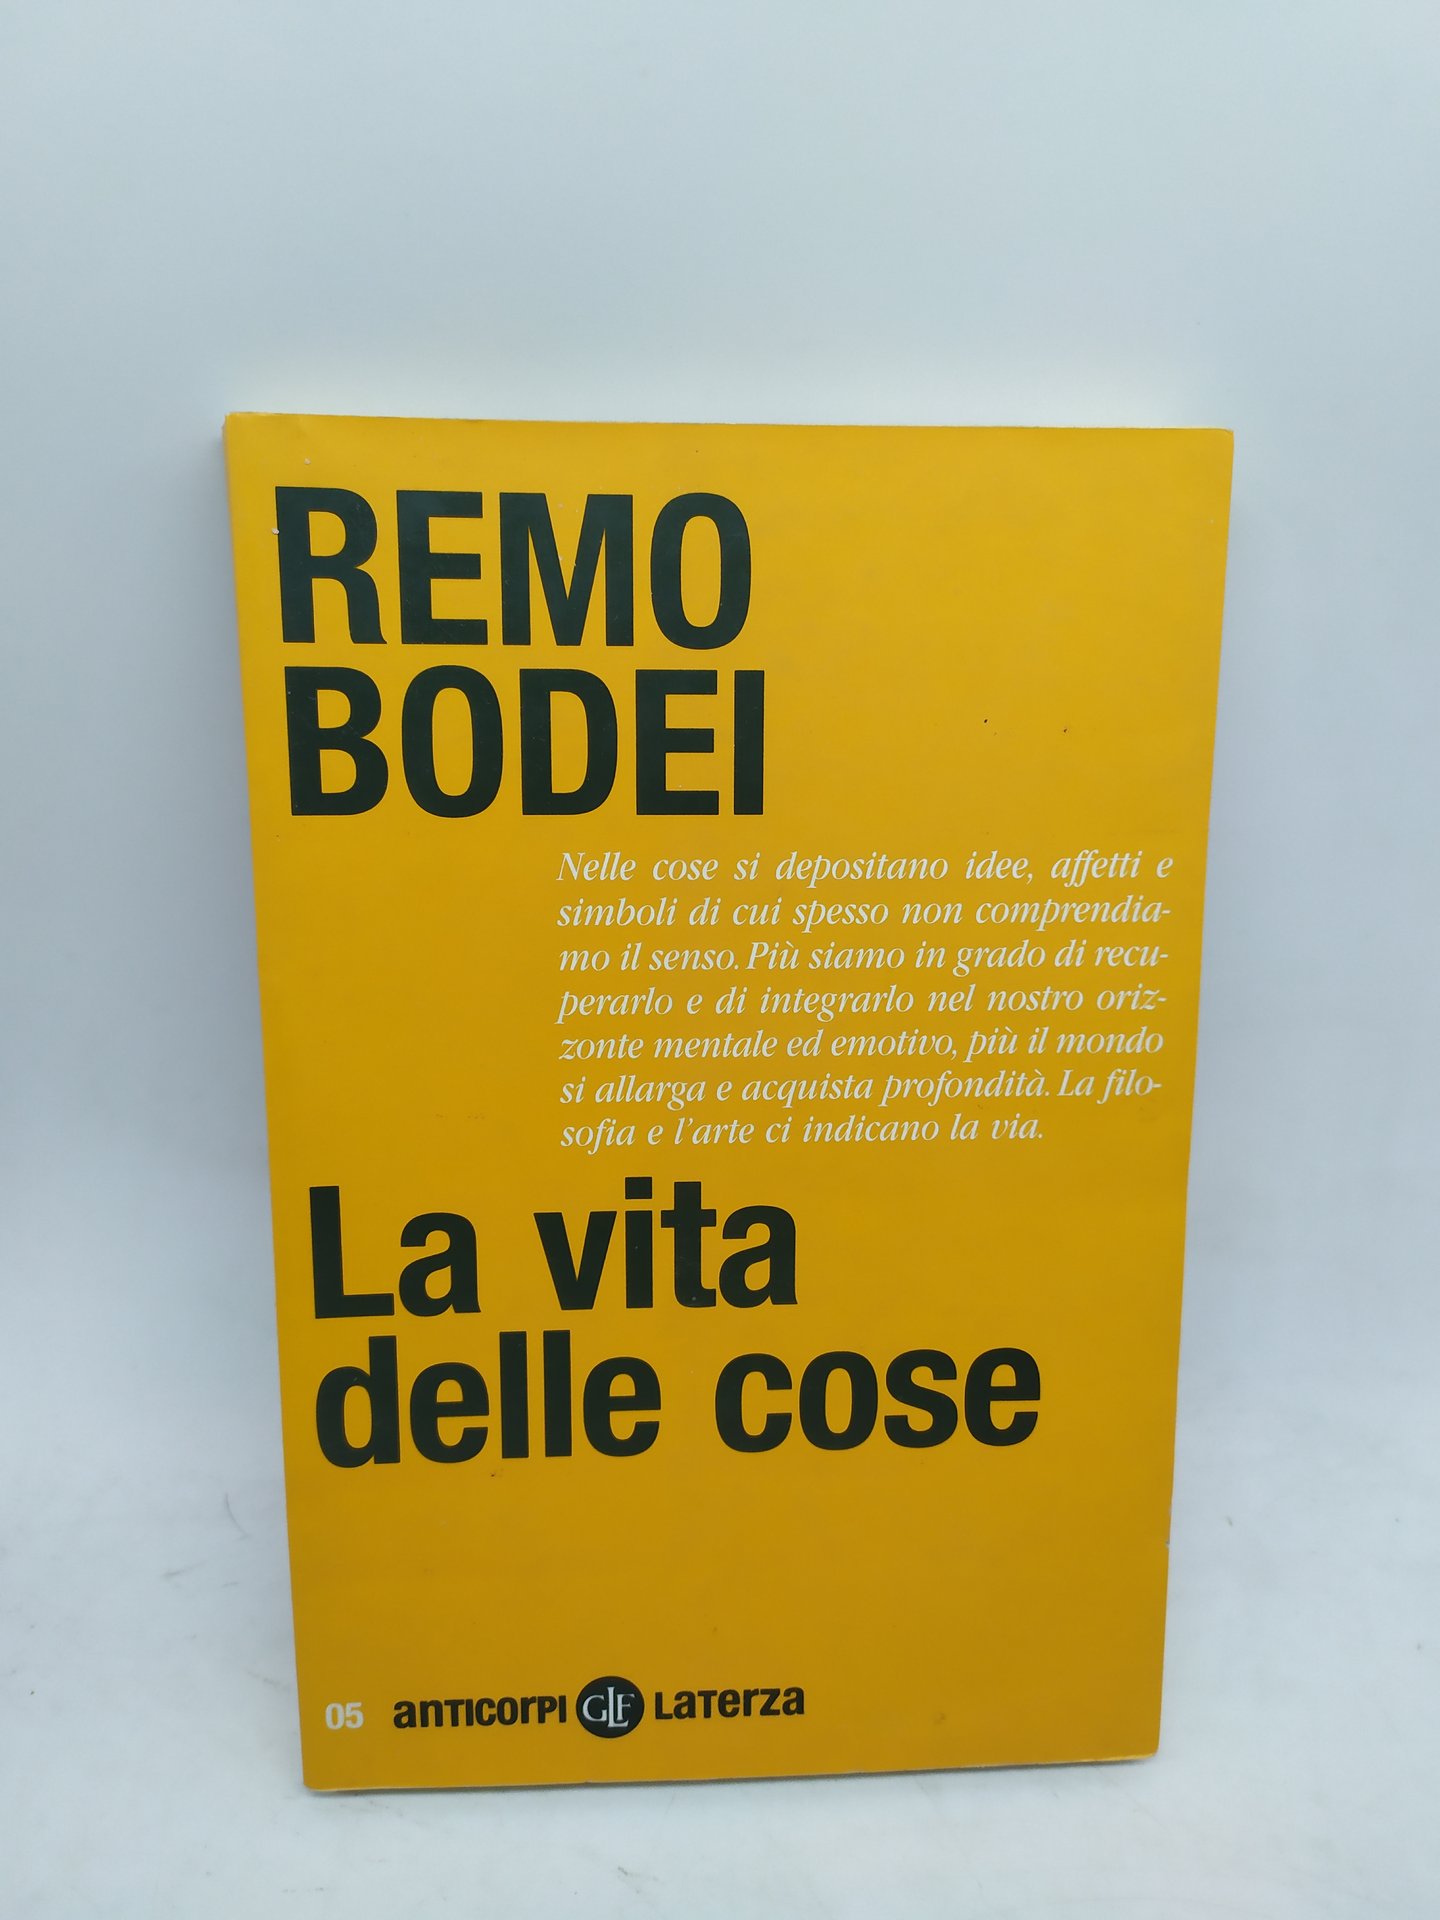 REMO
BODEI
Nelle cose si depositano idee, affetti e
simboli di cui spesso non comprendia-
mo il senso. Più siamo in grado di recu-
perarlo e di integrarlo nel nostro oriz-
zonte mentale ed emotivo, più il mondo
si allarga e acquista profondità. La filo-
sofia e l'arte ci indicano la via.
La vita
delle cose
05 anTICOrPI GLF LaTerza